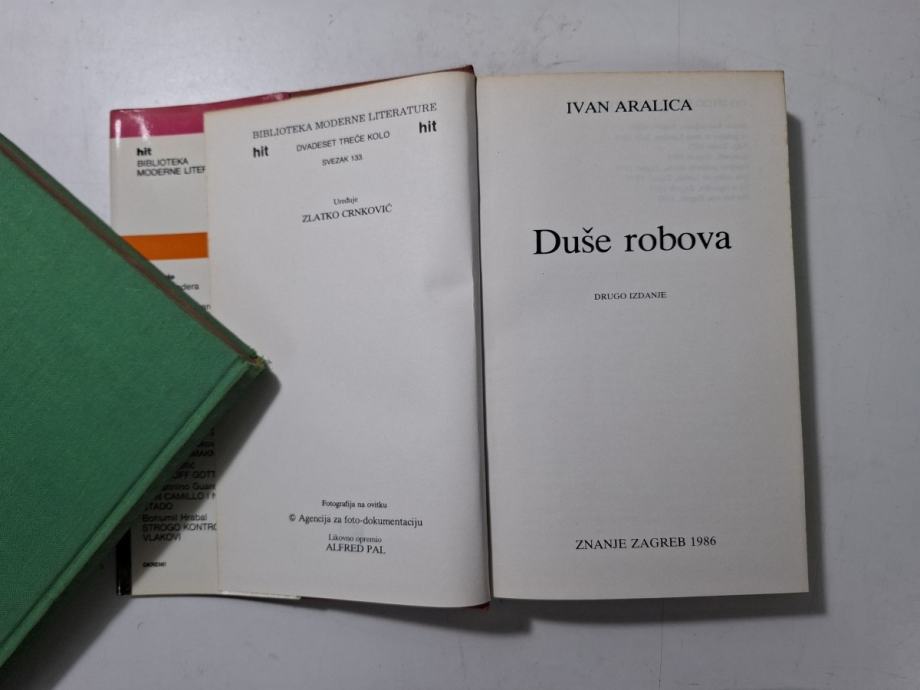 hit
BIBLIOTEKA
MODERNE
Bohumil Hrabal
STROGO
VLAKOVI
BIBLIOTEKA MODERNE LITERATURE
hit DVADESET TREĆE KOLO hit
SVEZAK 133
Uređuje
ZLATKO CRNKOVIĆ
Fotografija na ovitku
© Agencija za foto-dokumentaciju
Likovno opremio
ALFRED PAL
IVAN ARALICA
Duše robova
DRUGO IZDANJE
ZNANJE ZAGREB 1986